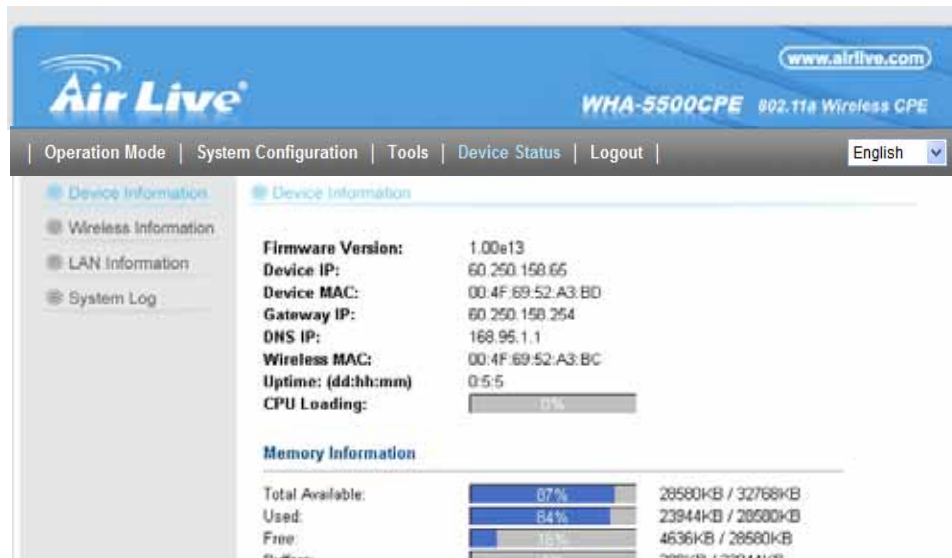 www.airlive.com
Air Live
WHA-5500CPE 802.11a Wireless CPE
| Operation Mode | System Configuration | Tools | Device Status | Logout |
English
Device Information
Wireless Information
LAN Information
System Log
Device Information
Firmware Version: 1.00e13
Device IP: 60.250.158.65
Device MAC: 00:4F:69:52:A3:BD
Gateway IP: 60.250.158.254
DNS IP: 168.95.1.1
Wireless MAC: 00:4F:69:52:A3:BC
Uptime: (dd:hh:mm) 0:5:5
CPU Loading: 0%
Memory Information
Total Available: 87% 28580KB / 32768KB
Used: 84% 23944KB / 28580KB
Free: 16% 4636KB / 28580KB